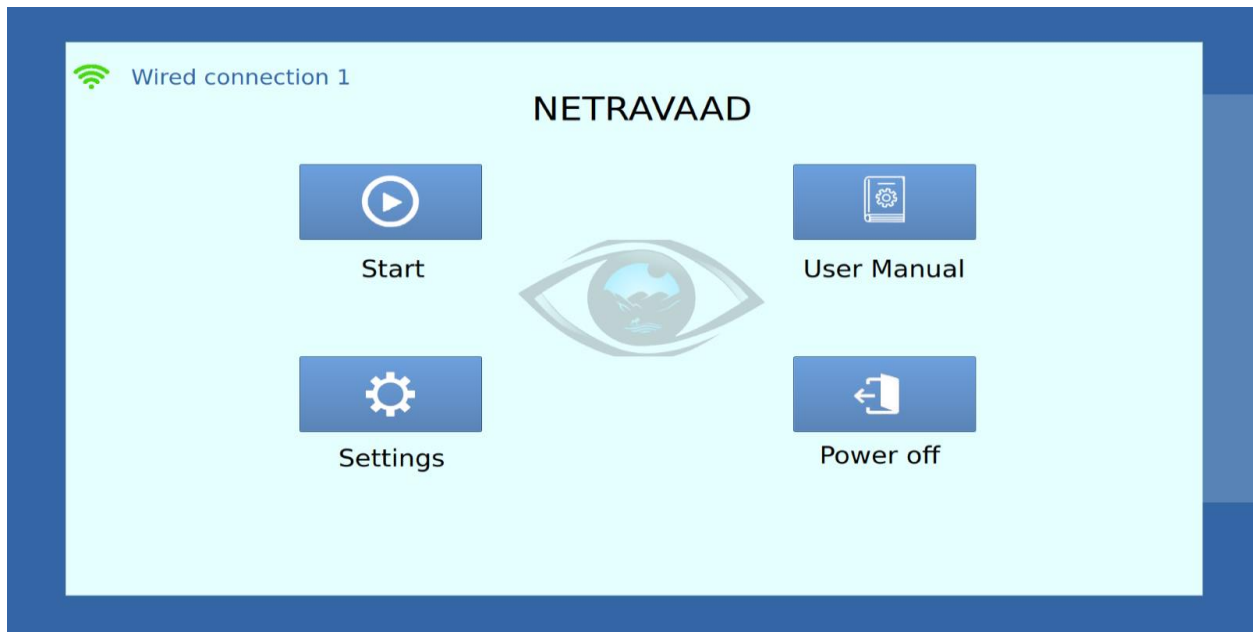 Wired connection 1
NETRAVAAD
Start
User Manual
Settings
Power off